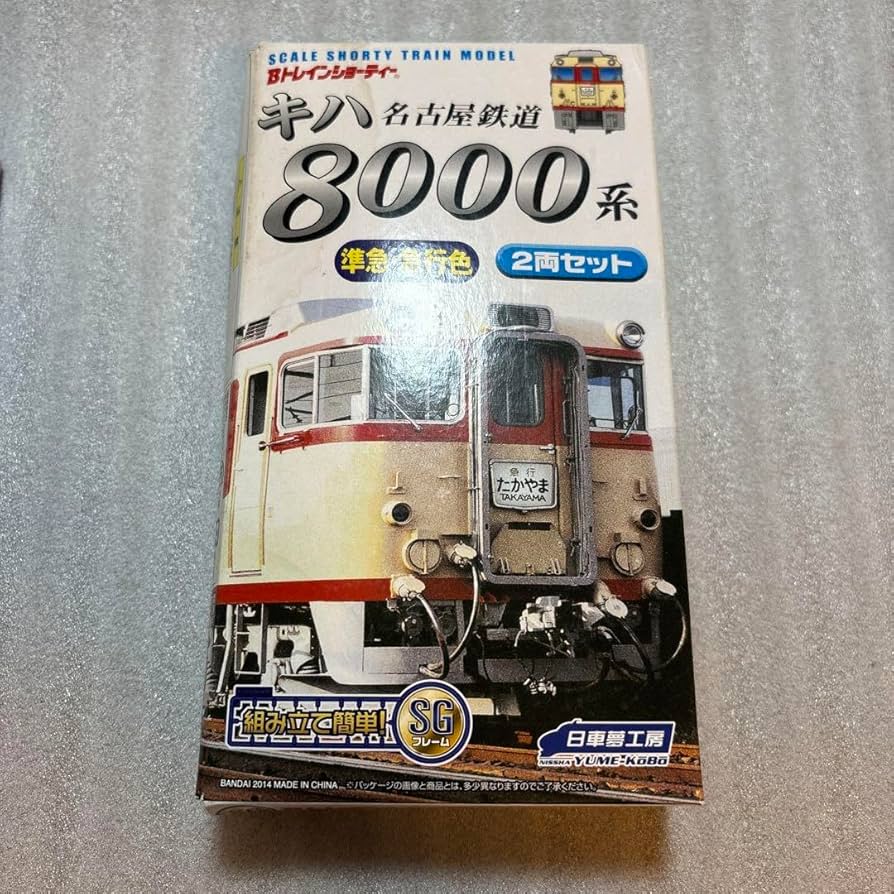 SCALE SHORTY TRAIN MODEL
Bトレインショーティー
キハ 名古屋鉄道
8000系
準急 急行色 2両セット
急行
たかやま
TAKAYAMA
組み立て簡単!
SG
フレーム
日車夢工房
NISSHA YUME-KōBō
BANDAI 2014 MADE IN CHINA ※パッケージの画像と商品とは、多少異なりますのでご了承ください。